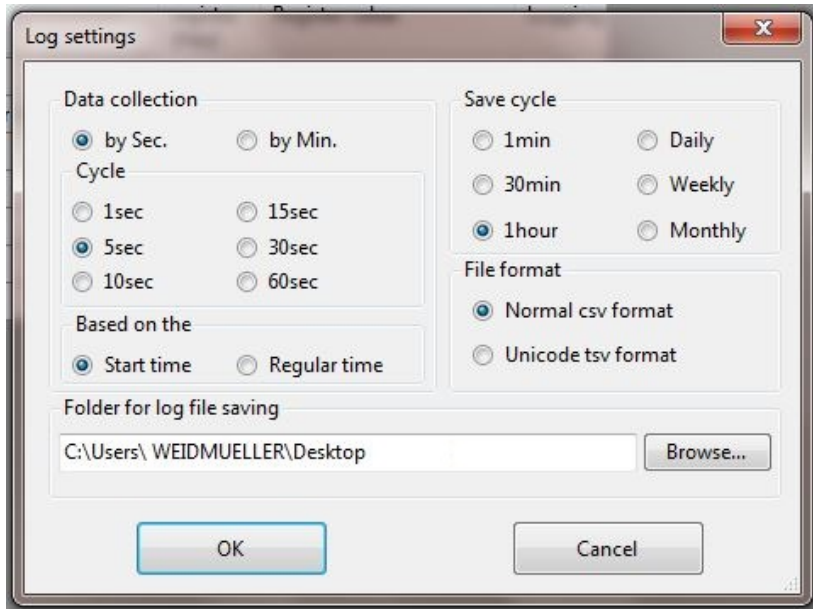 Log settings
Data collection
by Sec.
by Min.
Cycle
1sec
15sec
5sec
30sec
10sec
60sec
Based on the
Start time
Regular time
Save cycle
1min
Daily
30min
Weekly
1hour
Monthly
File format
Normal csv format
Unicode tsv format
Folder for log file saving
C:\Users\ WEIDMUELLER\Desktop
Browse...
OK
Cancel